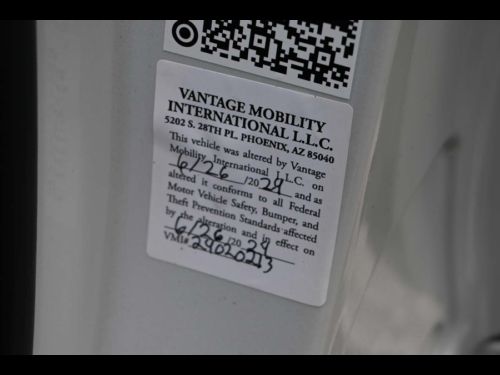 VANTAGE MOBILITY
INTERNATIONAL L.L.C.
5202 S. 28TH PL. PHOENIX, AZ 85040
This vehicle was altered by Vantage
Mobility International L.L.C. on
6/26/2024 and as
altered it conforms to all Federal
Motor Vehicle Safety, Bumper, and
Theft Prevention Standards affected
by the alteration and in effect on
6/26/2024
VMI# 24020213